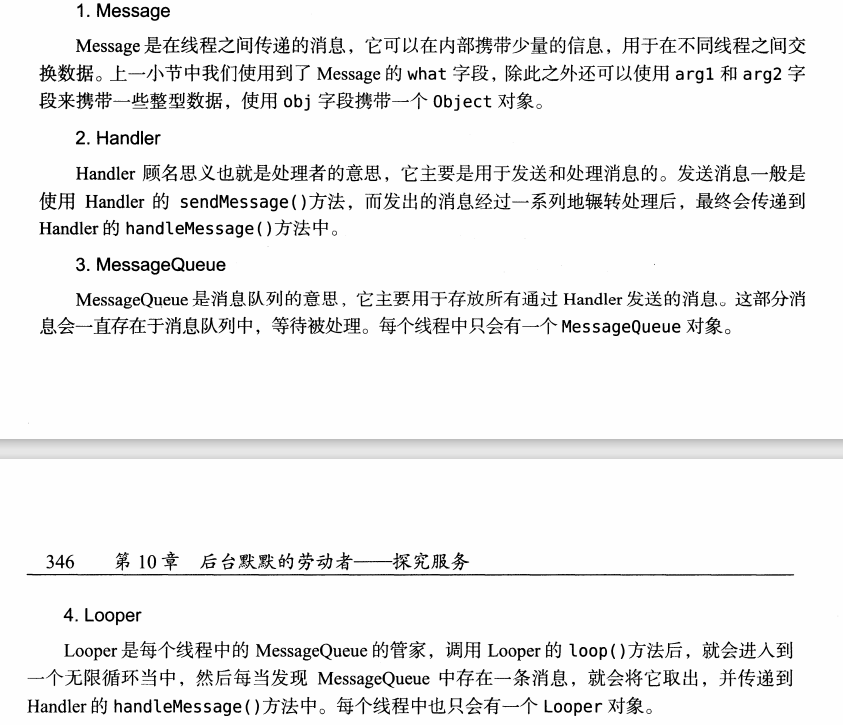 1. Message
Message 是在线程之间传递的消息，它可以在内部携带少量的信息，用于在不同线程之间交
换数据。上一小节中我们使用到了 Message 的 what 字段，除此之外还可以使用 arg1 和 arg2 字
段来携带一些整型数据，使用 obj 字段携带一个 Object 对象。
2. Handler
Handler 顾名思义也就是处理者的意思，它主要是用于发送和处理消息的。发送消息一般是
使用 Handler 的 sendMessage()方法，而发出的消息经过一系列地辗转处理后，最终会传递到
Handler 的 handleMessage()方法中。
3. MessageQueue
MessageQueue 是消息队列的意思，它主要用于存放所有通过 Handler 发送的消息。这部分消
息会一直存在于消息队列中，等待被处理。每个线程中只会有一个 MessageQueue 对象。
346 第 10 章 后台默默的劳动者——探究服务
4. Looper
Looper 是每个线程中的 MessageQueue 的管家，调用 Looper 的 loop()方法后，就会进入到
一个无限循环当中，然后每当发现 MessageQueue 中存在一条消息，就会将它取出，并传递到
Handler 的 handleMessage()方法中。每个线程中也只会有一个 Looper 对象。